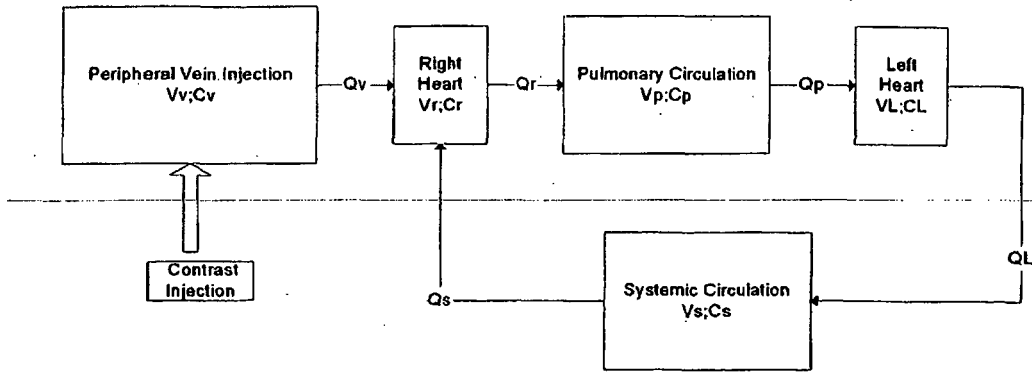 Peripheral Vein Injection
Vv;Cv
Qv
Right
Heart
Vr;Cr
Qr
Pulmonary Circulation
Vp;Cp
Qp
Left
Heart
VL;CL
Contrast
Injection
Qs
Systemic Circulation
Vs;Cs
QL